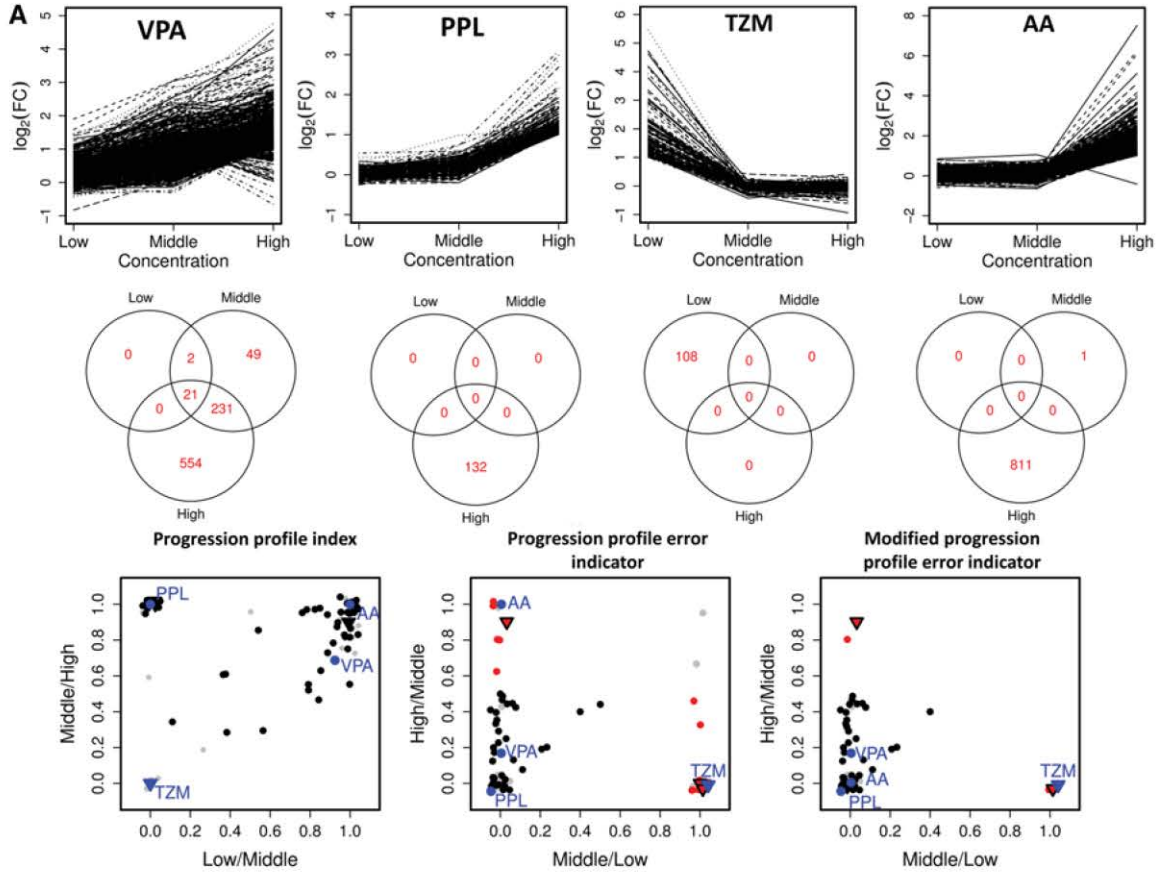 A
VPA
PPL
TZM
AA
log2(FC)
5
4
3
2
1
0
−1
Low
Middle
High
Concentration
log2(FC)
4
3
2
1
0
−1
Low
Middle
High
Concentration
log2(FC)
6
5
4
3
2
1
0
−1
Low
Middle
High
Concentration
log2(FC)
8
6
4
2
0
−2
Low
Middle
High
Concentration
Low
Middle
0
2
49
21
0
231
554
High
Low
Middle
0
0
0
0
0
0
132
High
Low
Middle
108
0
0
0
0
0
0
High
Low
Middle
0
0
1
0
0
0
811
High
Progression profile index
Middle/High
1.0
0.8
0.6
0.4
0.2
0.0
PPL
AA
VPA
TZM
0.0
0.2
0.4
0.6
0.8
1.0
Low/Middle
Progression profile error
indicator
High/Middle
1.0
0.8
0.6
0.4
0.2
0.0
AA
VPA
TZM
PPL
0.0
0.2
0.4
0.6
0.8
1.0
Middle/Low
Modified progression
profile error indicator
High/Middle
1.0
0.8
0.6
0.4
0.2
0.0
VPA
AA
TZM
PPL
0.0
0.2
0.4
0.6
0.8
1.0
Middle/Low